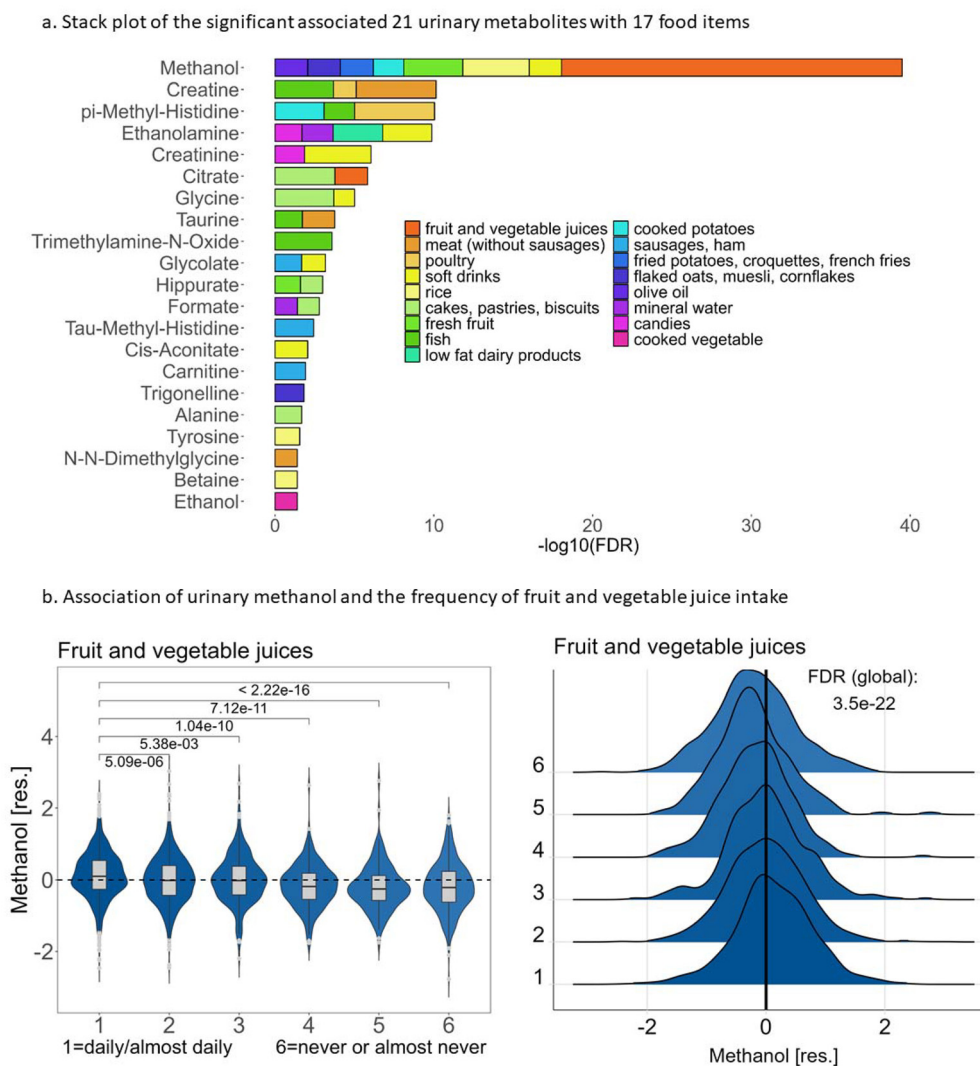 a. Stack plot of the significant associated 21 urinary metabolites with 17 food items
Methanol
Creatine
pi-Methyl-Histidine
Ethanolamine
Creatinine
Citrate
Glycine
Taurine
Trimethylamine-N-Oxide
Glycolate
Hippurate
Formate
Tau-Methyl-Histidine
Cis-Aconitate
Carnitine
Trigonelline
Alanine
Tyrosine
N-N-Dimethylglycine
Betaine
Ethanol
fruit and vegetable juices
meat (without sausages)
poultry
soft drinks
rice
cakes, pastries, biscuits
fresh fruit
fish
low fat dairy products
cooked potatoes
sausages, ham
fried potatoes, croquettes, french fries
flaked oats, muesli, cornflakes
olive oil
mineral water
candies
cooked vegetable
0 10 20 30 40
-log10(FDR)
b. Association of urinary methanol and the frequency of fruit and vegetable juice intake
Fruit and vegetable juices
< 2.22e-16
7.12e-11
1.04e-10
5.38e-03
5.09e-06
Methanol [res.]
4
2
0
-2
1 2 3 4 5 6
1=daily/almost daily 6=never or almost never
Fruit and vegetable juices
FDR (global):
3.5e-22
6
5
4
3
2
1
-2 0 2
Methanol [res.]